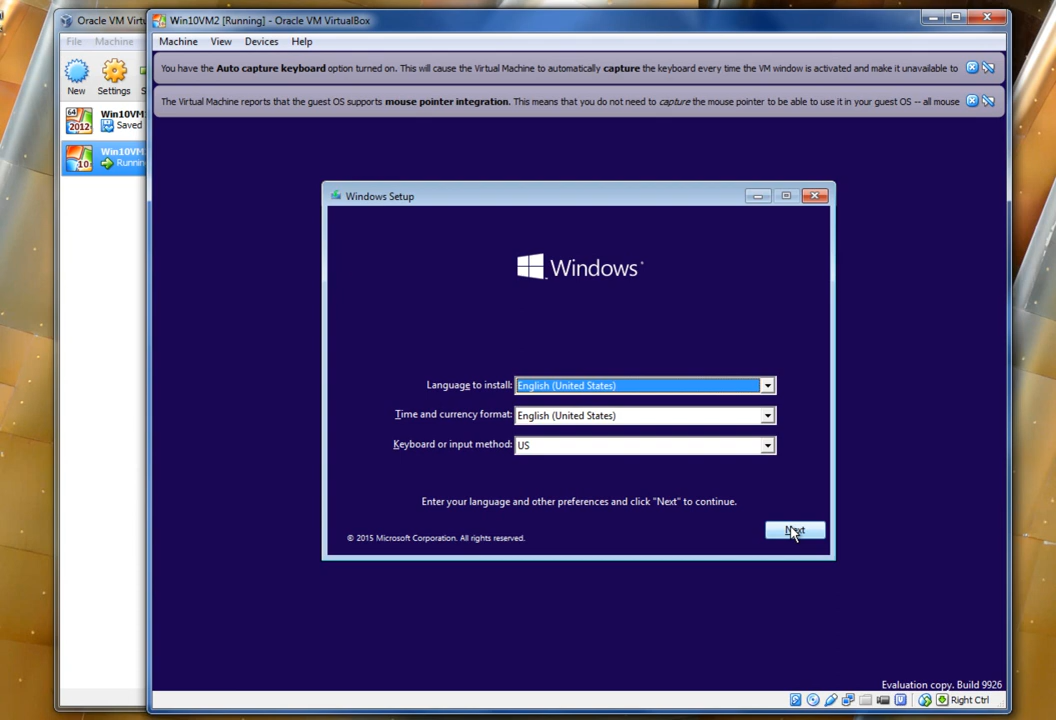 Oracle VM Virtu
Win10VM2 [Running] - Oracle VM VirtualBox
File Machine
Machine View Devices Help
You have the Auto capture keyboard option turned on. This will cause the Virtual Machine to automatically capture the keyboard every time the VM window is activated and make it unavailable to
New Settings S
The Virtual Machine reports that the guest OS supports mouse pointer integration. This means that you do not need to capture the mouse pointer to be able to use it in your guest OS -- all mouse
64
2012
Win10VM
Saved
10
Win10VM
Runnin
Windows Setup
Windows
Language to install: English (United States)
Time and currency format: English (United States)
Keyboard or input method: US
Enter your language and other preferences and click "Next" to continue.
Next
© 2015 Microsoft Corporation. All rights reserved.
Evaluation copy. Build 9926
Right Ctrl